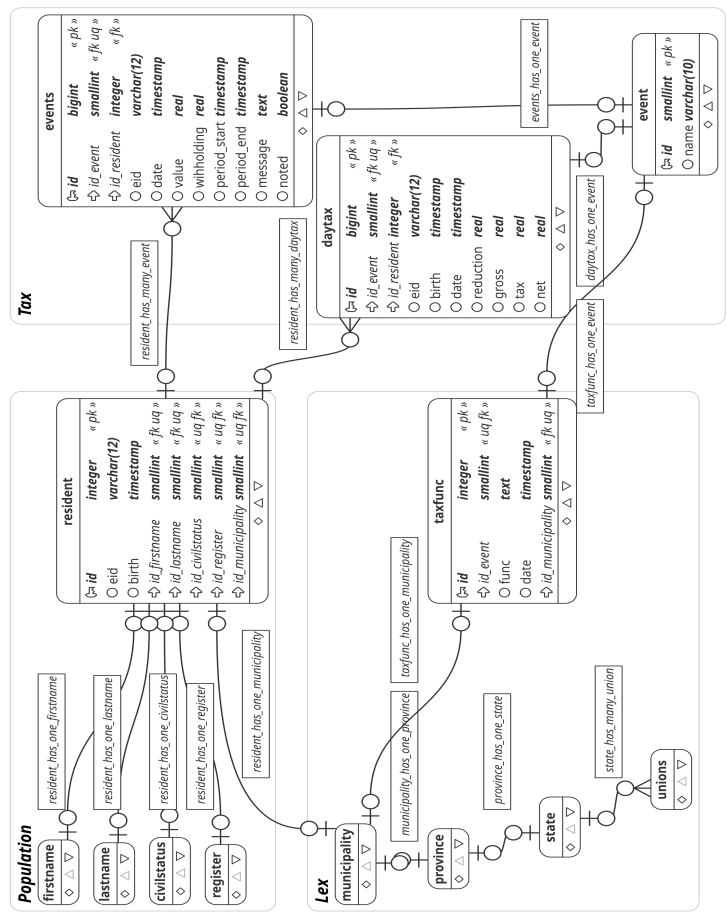 Population
firstname
lastname
civilstatus
register
resident_has_one_firstname
resident_has_one_lastname
resident_has_one_civilstatus
resident_has_one_register
resident_has_one_municipality
resident
id integer « pk »
eid varchar(12)
birth timestamp
id_firstname smallint « fk uq »
id_lastname smallint « fk uq »
id_civilstatus smallint « uq fk »
id_register smallint « uq fk »
id_municipality smallint « uq fk »
Tax
resident_has_many_event
resident_has_many_daytax
events
id bigint « pk »
id_event smallint « fk uq »
id_resident integer « fk »
eid varchar(12)
date timestamp
value real
wihholding real
period_start timestamp
period_end timestamp
message text
noted boolean
daytax
id bigint « pk »
id_event smallint « fk uq »
id_resident integer « fk »
eid varchar(12)
birth timestamp
date timestamp
reduction real
gross real
tax real
net real
events_has_one_event
daytax_has_one_event
taxfunc_has_one_event
event
id smallint « pk »
name varchar(10)
Lex
municipality
province
state
unions
municipality_has_one_province
province_has_one_state
state_has_many_union
taxfunc_has_one_municipality
taxfunc
id integer « pk »
id_event smallint « uq fk »
func text
date timestamp
id_municipality smallint « uq fk »